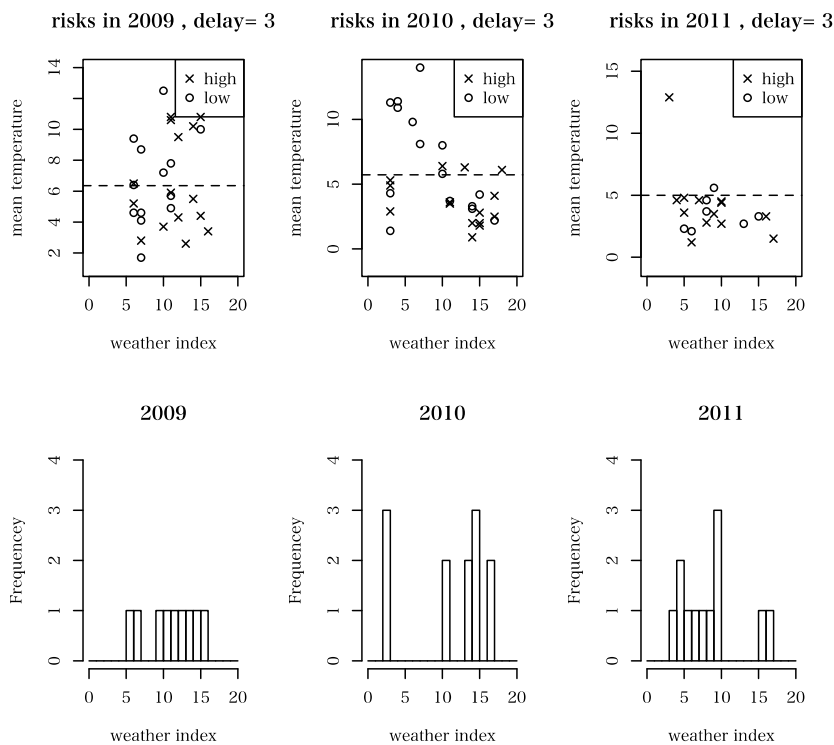 risks in 2009 , delay= 3
risks in 2010 , delay= 3
risks in 2011 , delay= 3
high
low
high
low
high
low
mean temperature
2
4
6
8
10
12
14
mean temperature
0
5
10
mean temperature
0
5
10
15
0 5 10 15 20
0 5 10 15 20
0 5 10 15 20
weather index
weather index
weather index
2009
2010
2011
Frequencey
0
1
2
3
4
Frequencey
0
1
2
3
4
Frequencey
0
1
2
3
4
0 5 10 15 20
0 5 10 15 20
0 5 10 15 20
weather index
weather index
weather index